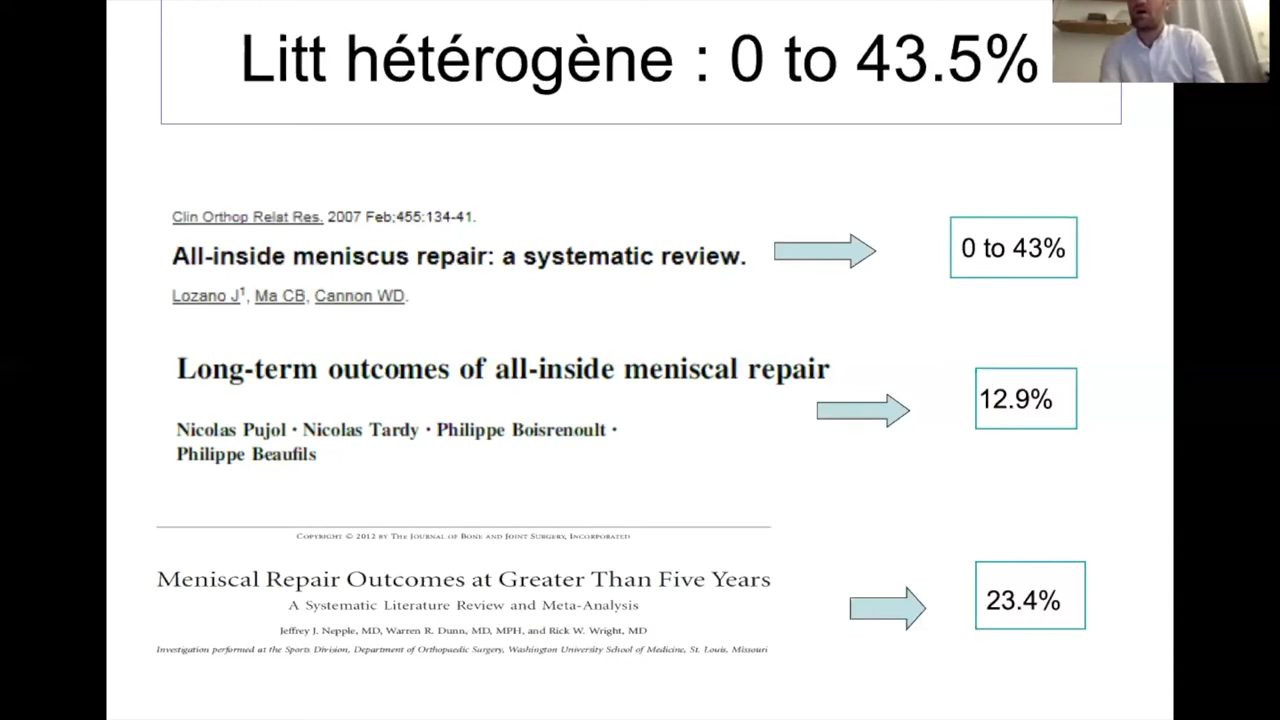 Litt hétérogène : 0 to 43.5%
Clin Orthop Relat Res. 2007 Feb;455:134-41.
All-inside meniscus repair: a systematic review.
0 to 43%
Lozano J1, Ma CB, Cannon WD.
Long-term outcomes of all-inside meniscal repair
12.9%
Nicolas Pujol · Nicolas Tardy · Philippe Boisrenoult ·
Philippe Beaufils
Copyright © 2012 by The Journal of Bone and Joint Surgery, Incorporated
Meniscal Repair Outcomes at Greater Than Five Years
A Systematic Literature Review and Meta-Analysis
23.4%
Jeffrey J. Nepple, MD, Warren R. Dunn, MD, MPH, and Rick W. Wright, MD
Investigation performed at the Sports Division, Department of Orthopaedic Surgery, Washington University School of Medicine, St. Louis, Missouri